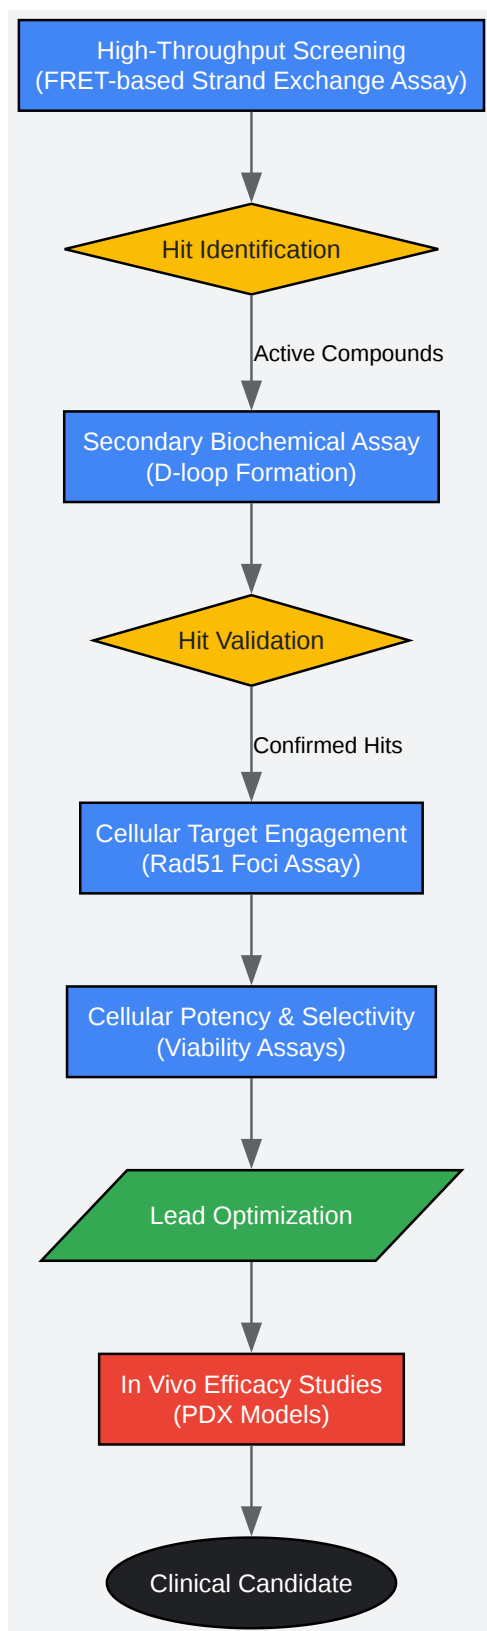 High-Throughput Screening
(FRET-based Strand Exchange Assay)
Hit Identification
Active Compounds
Secondary Biochemical Assay
(D-loop Formation)
Hit Validation
Confirmed Hits
Cellular Target Engagement
(Rad51 Foci Assay)
Cellular Potency & Selectivity
(Viability Assays)
Lead Optimization
In Vivo Efficacy Studies
(PDX Models)
Clinical Candidate